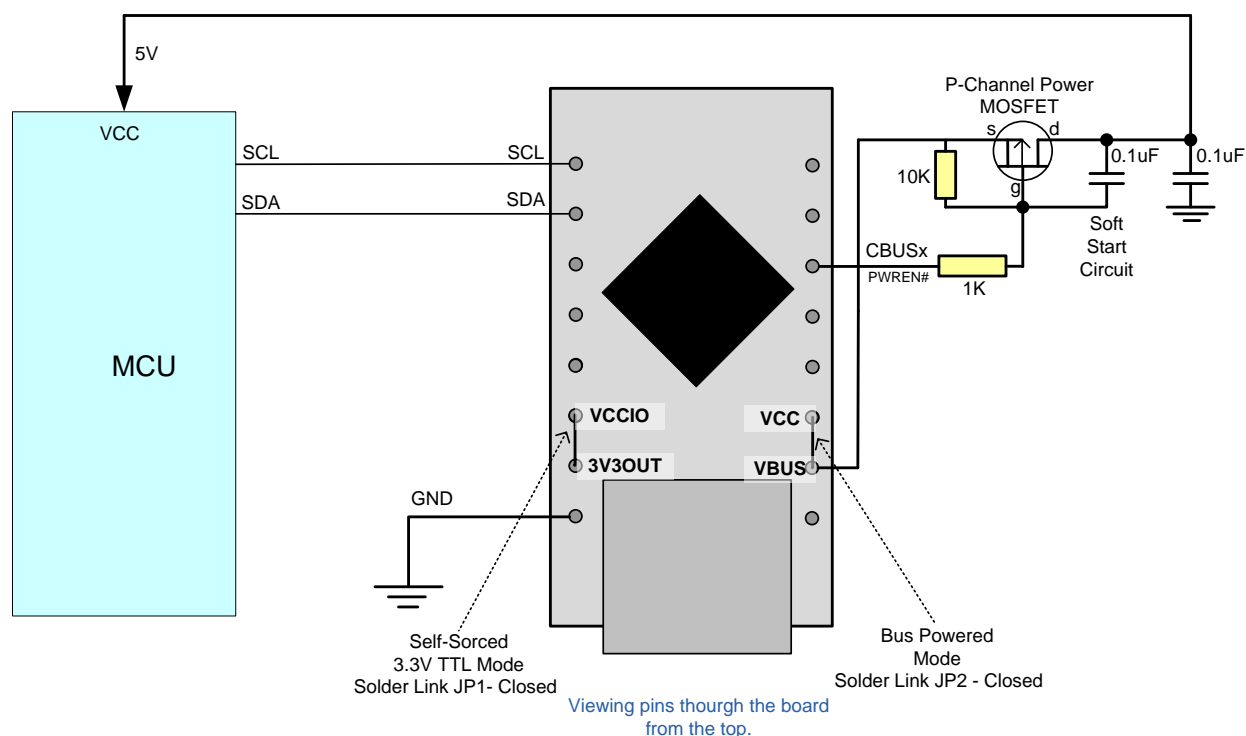 5V
P-Channel Power
MOSFET
VCC
s
d
SCL
SCL
0.1uF
0.1uF
10K
g
SDA
SDA
Soft
Start
Circuit
CBUSx
PWREN#
1K
MCU
VCCIO
VCC
3V3OUT
VBUS
GND
Self-Sorced
3.3V TTL Mode
Solder Link JP1- Closed
Bus Powered
Mode
Solder Link JP2 - Closed
Viewing pins thourgh the board
from the top.